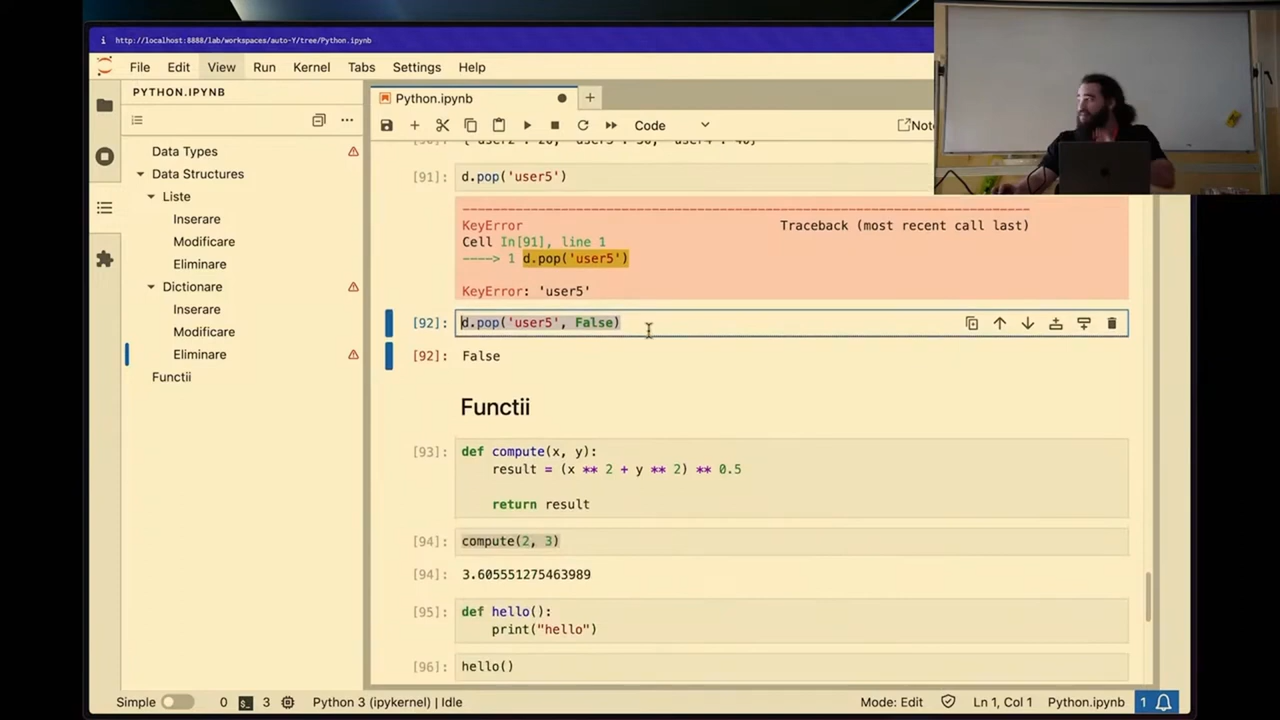 http://localhost:8888/lab/workspaces/auto-Y/tree/Python.ipynb
File Edit View Run Kernel Tabs Settings Help
PYTHON.IPYNB
Python.ipynb
Code
Data Types
Data Structures
Liste
Inserare
Modificare
Eliminare
Dictionare
Inserare
Modificare
Eliminare
Functii
[91]: d.pop('user5')
KeyError Traceback (most recent call last)
Cell In[91], line 1
----> 1 d.pop('user5')
KeyError: 'user5'
[92]: d.pop('user5', False)
[92]: False
Functii
[93]: def compute(x, y):
result = (x ** 2 + y ** 2) ** 0.5
return result
[94]: compute(2, 3)
[94]: 3.605551275463989
[95]: def hello():
print("hello")
[96]: hello()
Simple 0 3 Python 3 (ipykernel) | Idle Mode: Edit Ln 1, Col 1 Python.ipynb 1